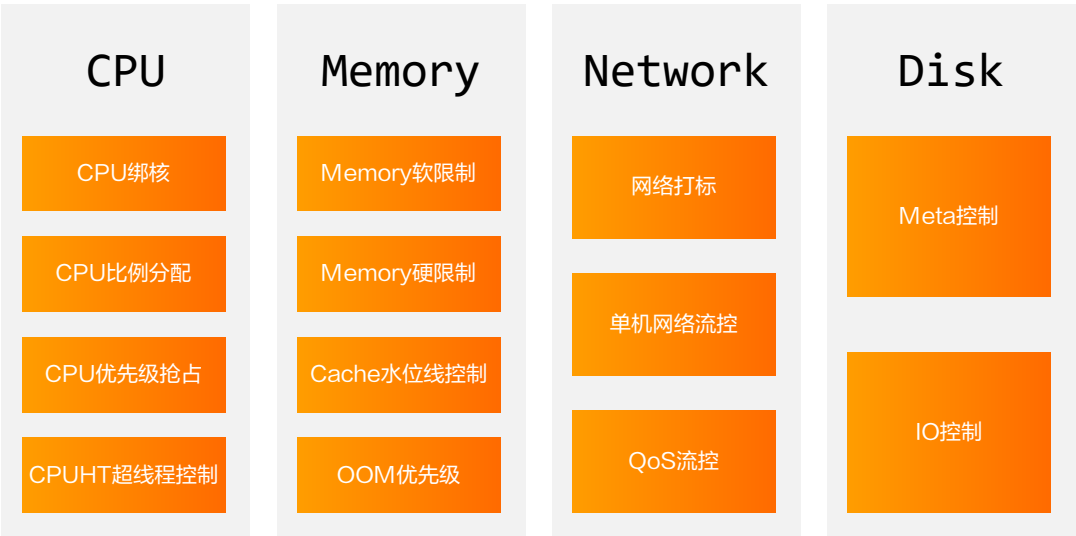 CPU
CPU绑核
CPU比例分配
CPU优先级抢占
CPUHT超线程控制
Memory
Memory软限制
Memory硬限制
Cache水位线控制
OOM优先级
Network
网络打标
单机网络流控
QoS流控
Disk
Meta控制
IO控制